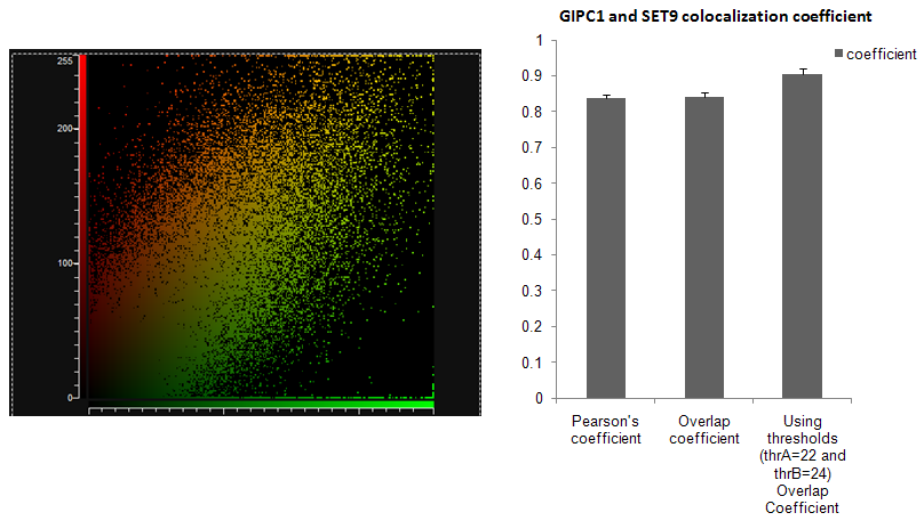 GIPC1 and SET9 colocalization coefficient
255
200
100
0
1
0.9
0.8
0.7
0.6
0.5
0.4
0.3
0.2
0.1
0
coefficient
Pearson's
coefficient
Overlap
coefficient
Using
thresholds
(thrA=22 and
thrB=24)
Overlap
Coefficient